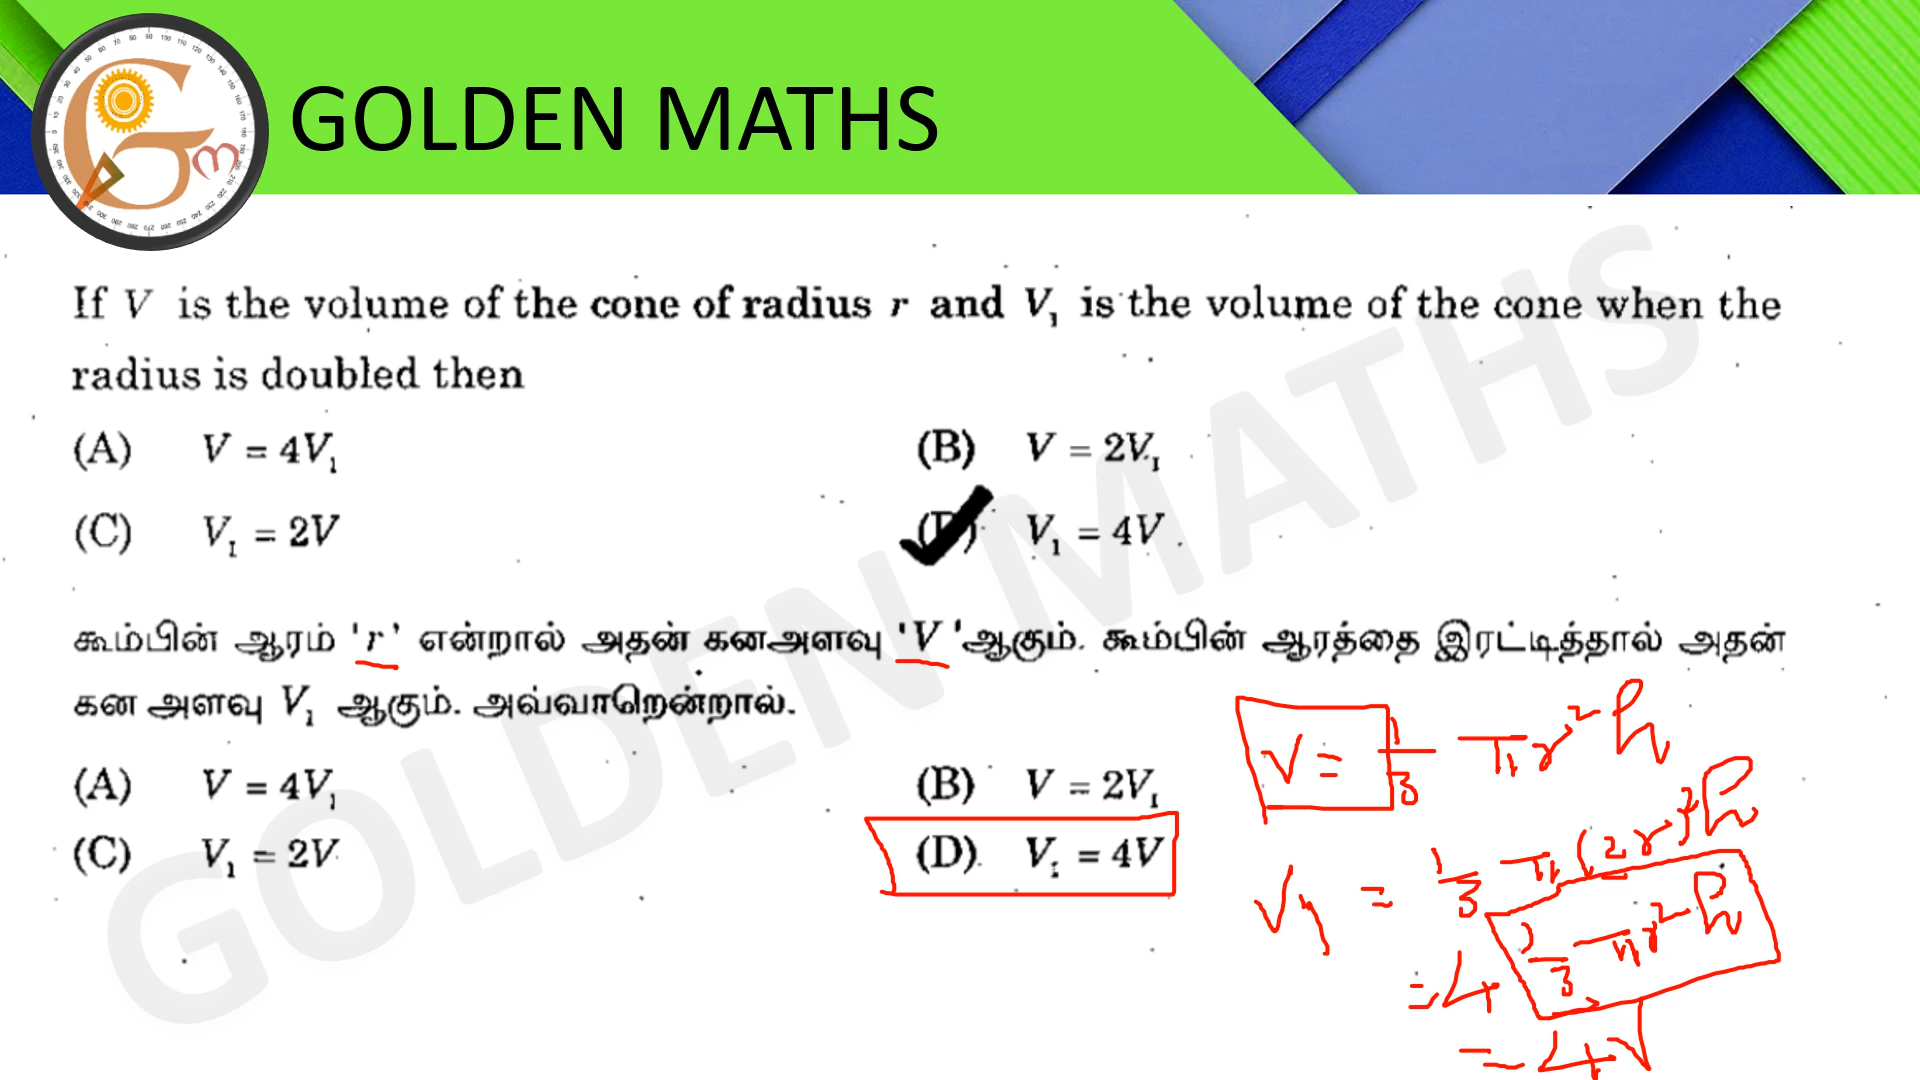 GOLDEN MATHS
If V is the volume of the cone of radius r and V₁ is the volume of the cone when the
radius is doubled then
(A) V = 4V₁
(B) V = 2V₁
(C) V₁ = 2V
(D) V₁ = 4V
கூம்பின் ஆரம் 'r' என்றால் அதன் கனஅளவு 'V' ஆகும். கூம்பின் ஆரத்தை இரட்டித்தால் அதன்
கன அளவு V₁ ஆகும். அவ்வாறென்றால்.
(A) V = 4V₁
(B) V = 2V₁
(C) V₁ = 2V
(D) V₁ = 4V
V = 1/3 πr²h
V₁ = 1/3 π(2r)²h
= 4 1/3 πr²h
= 4V
GOLDEN MATHS